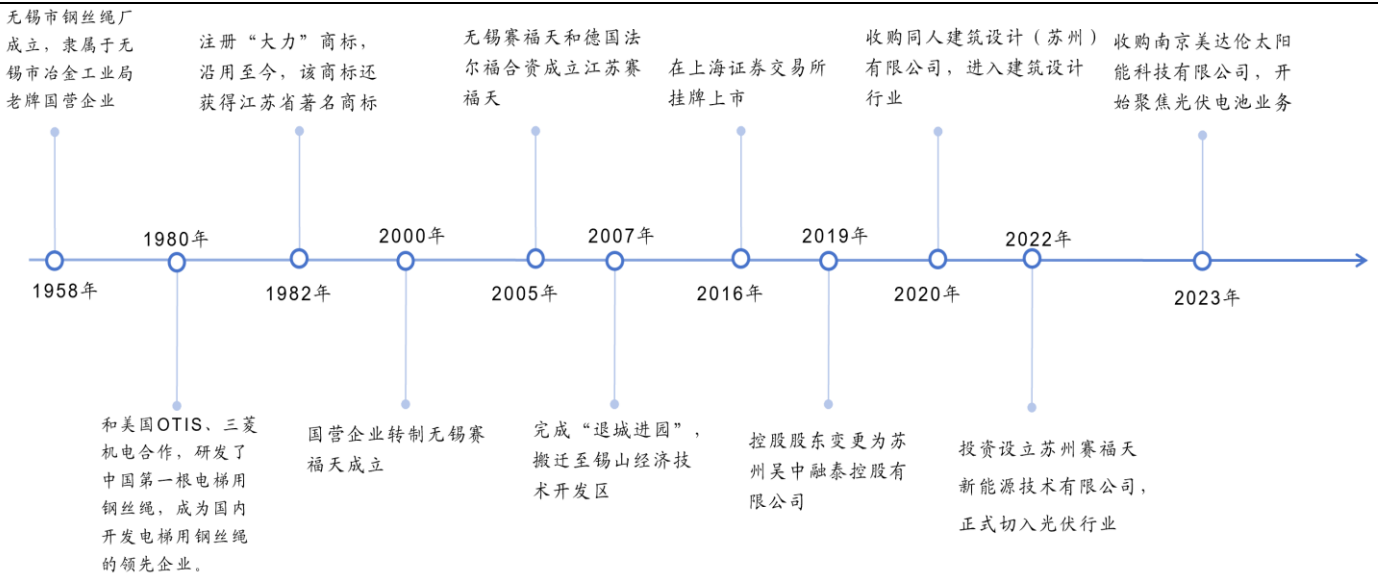 无锡市钢丝绳厂
成立，隶属于无
锡市冶金工业局
老牌国营企业
注册“大力”商标，
沿用至今，该商标还
获得江苏省著名商标
无锡赛福天和德国法
尔福合资成立江苏赛
福天
在上海证券交易所
挂牌上市
收购同人建筑设计（苏州）
有限公司，进入建筑设计
行业
收购南京美达伦太阳
能科技有限公司，开
始聚焦光伏电池业务
1980年
2000年
2007年
2019年
2022年
1958年
1982年
2005年
2016年
2020年
2023年
和美国OTIS、三菱
机电合作，研发了
中国第一根电梯用
钢丝绳，成为国内
开发电梯用钢丝绳
的领先企业。
国营企业转制无锡赛
福天成立
完成“退城进园”，
搬迁至锡山经济技
术开发区
控股股东变更为苏
州吴中融泰控股有
限公司
投资设立苏州赛福天
新能源技术有限公司，
正式切入光伏行业